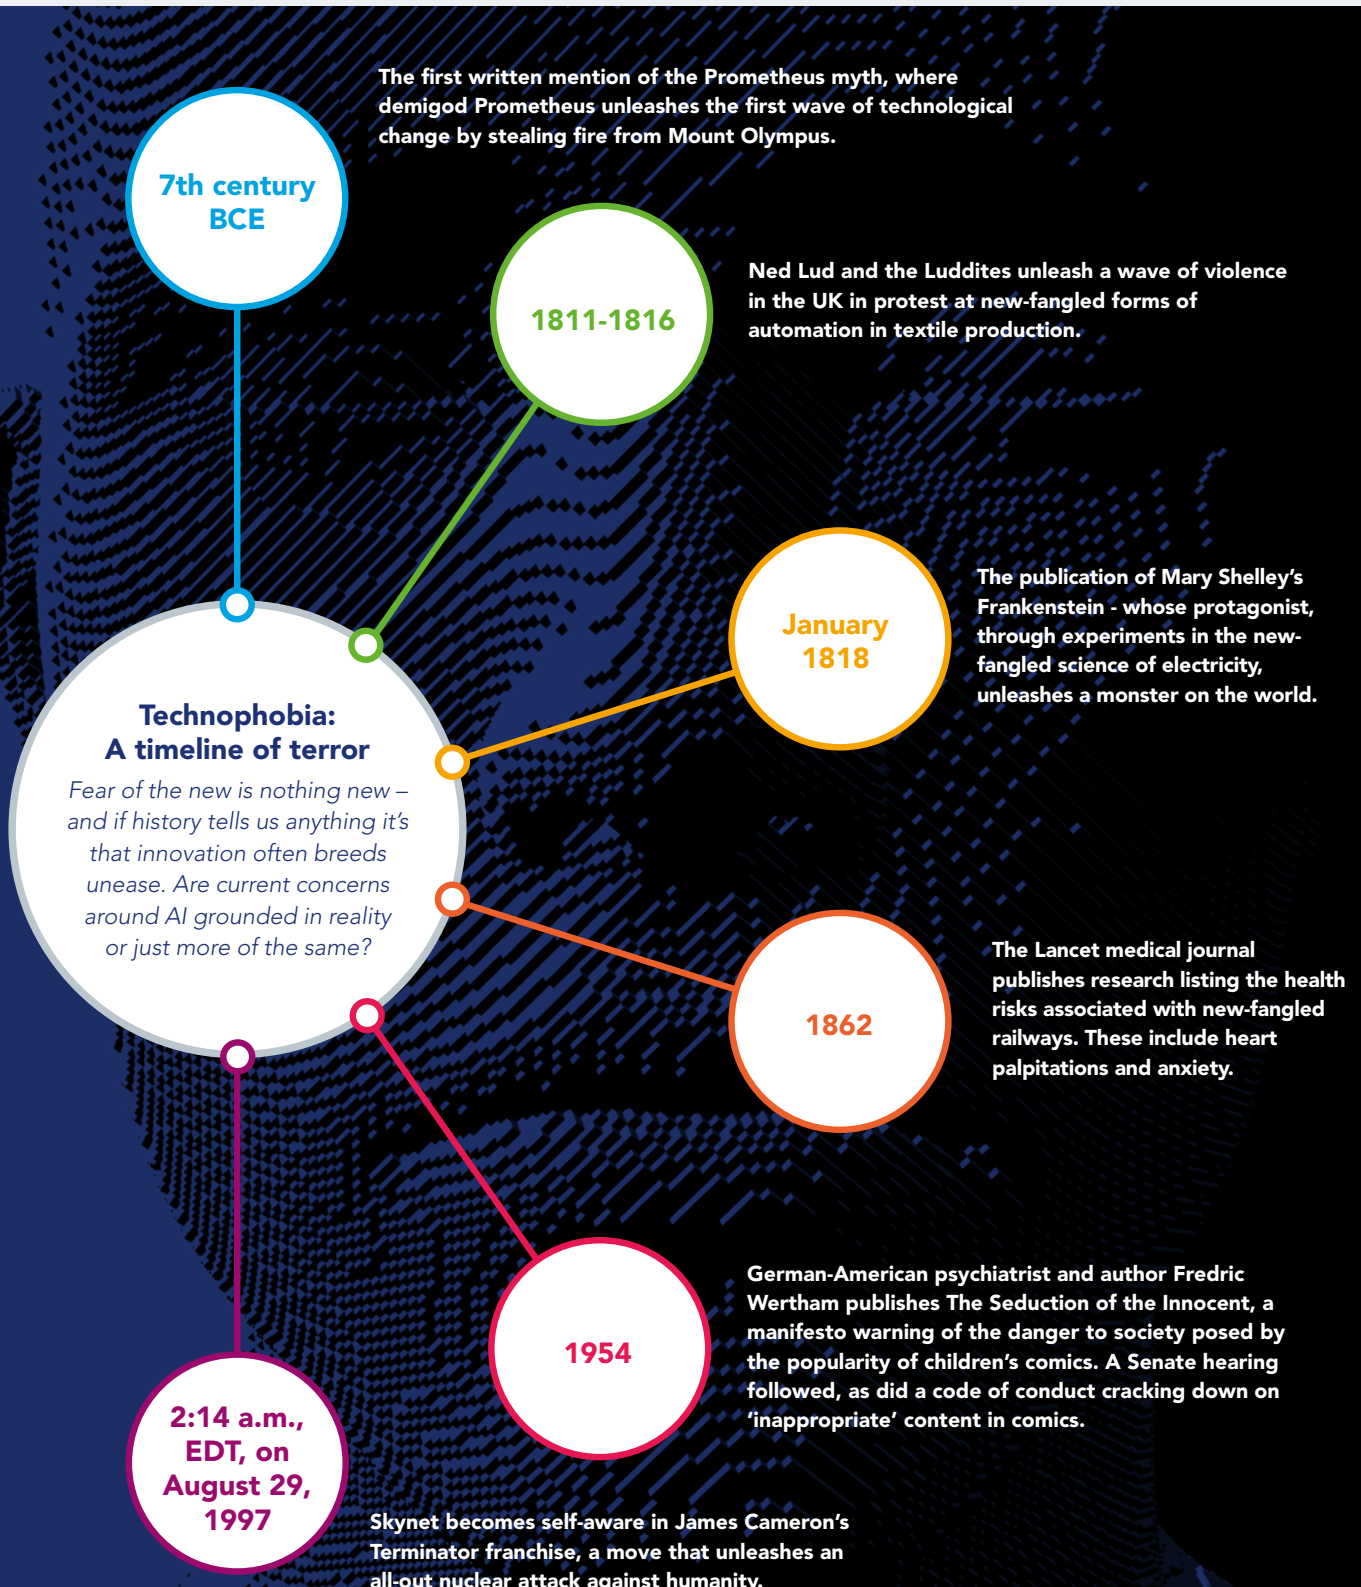 The first written mention of the Prometheus myth, where
demigod Prometheus unleashes the first wave of technological
change by stealing fire from Mount Olympus.
7th century
BCE
Ned Lud and the Luddites unleash a wave of violence
in the UK in protest at new-fangled forms of
automation in textile production.
1811-1816
The publication of Mary Shelley’s
Frankenstein - whose protagonist,
through experiments in the new-
fangled science of electricity,
unleashes a monster on the world.
January
1818
Technophobia:
A timeline of terror
Fear of the new is nothing new –
and if history tells us anything it’s
that innovation often breeds
unease. Are current concerns
around AI grounded in reality
or just more of the same?
The Lancet medical journal
publishes research listing the health
risks associated with new-fangled
railways. These include heart
palpitations and anxiety.
1862
German-American psychiatrist and author Fredric
Wertham publishes The Seduction of the Innocent, a
manifesto warning of the danger to society posed by
the popularity of children’s comics. A Senate hearing
followed, as did a code of conduct cracking down on
‘inappropriate’ content in comics.
1954
2:14 a.m.,
EDT, on
August 29,
1997
Skynet becomes self-aware in James Cameron’s
Terminator franchise, a move that unleashes an
all-out nuclear attack against humanity.